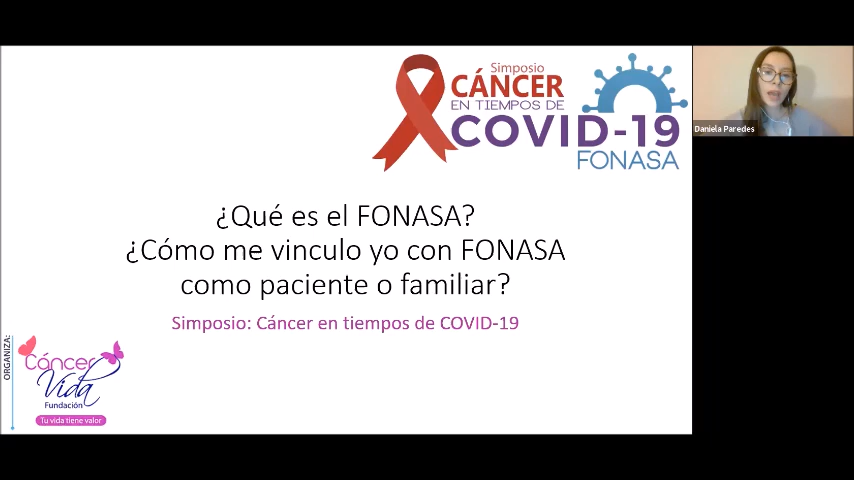 Simposio
CÁNCER
EN TIEMPOS DE
COVID-19
FONASA
Daniela Paredes
¿Qué es el FONASA?
¿Cómo me vinculo yo con FONASA
como paciente o familiar?
Simposio: Cáncer en tiempos de COVID-19
ORGANIZA:
Cáncer
Vida
Fundación
Tu vida tiene valor